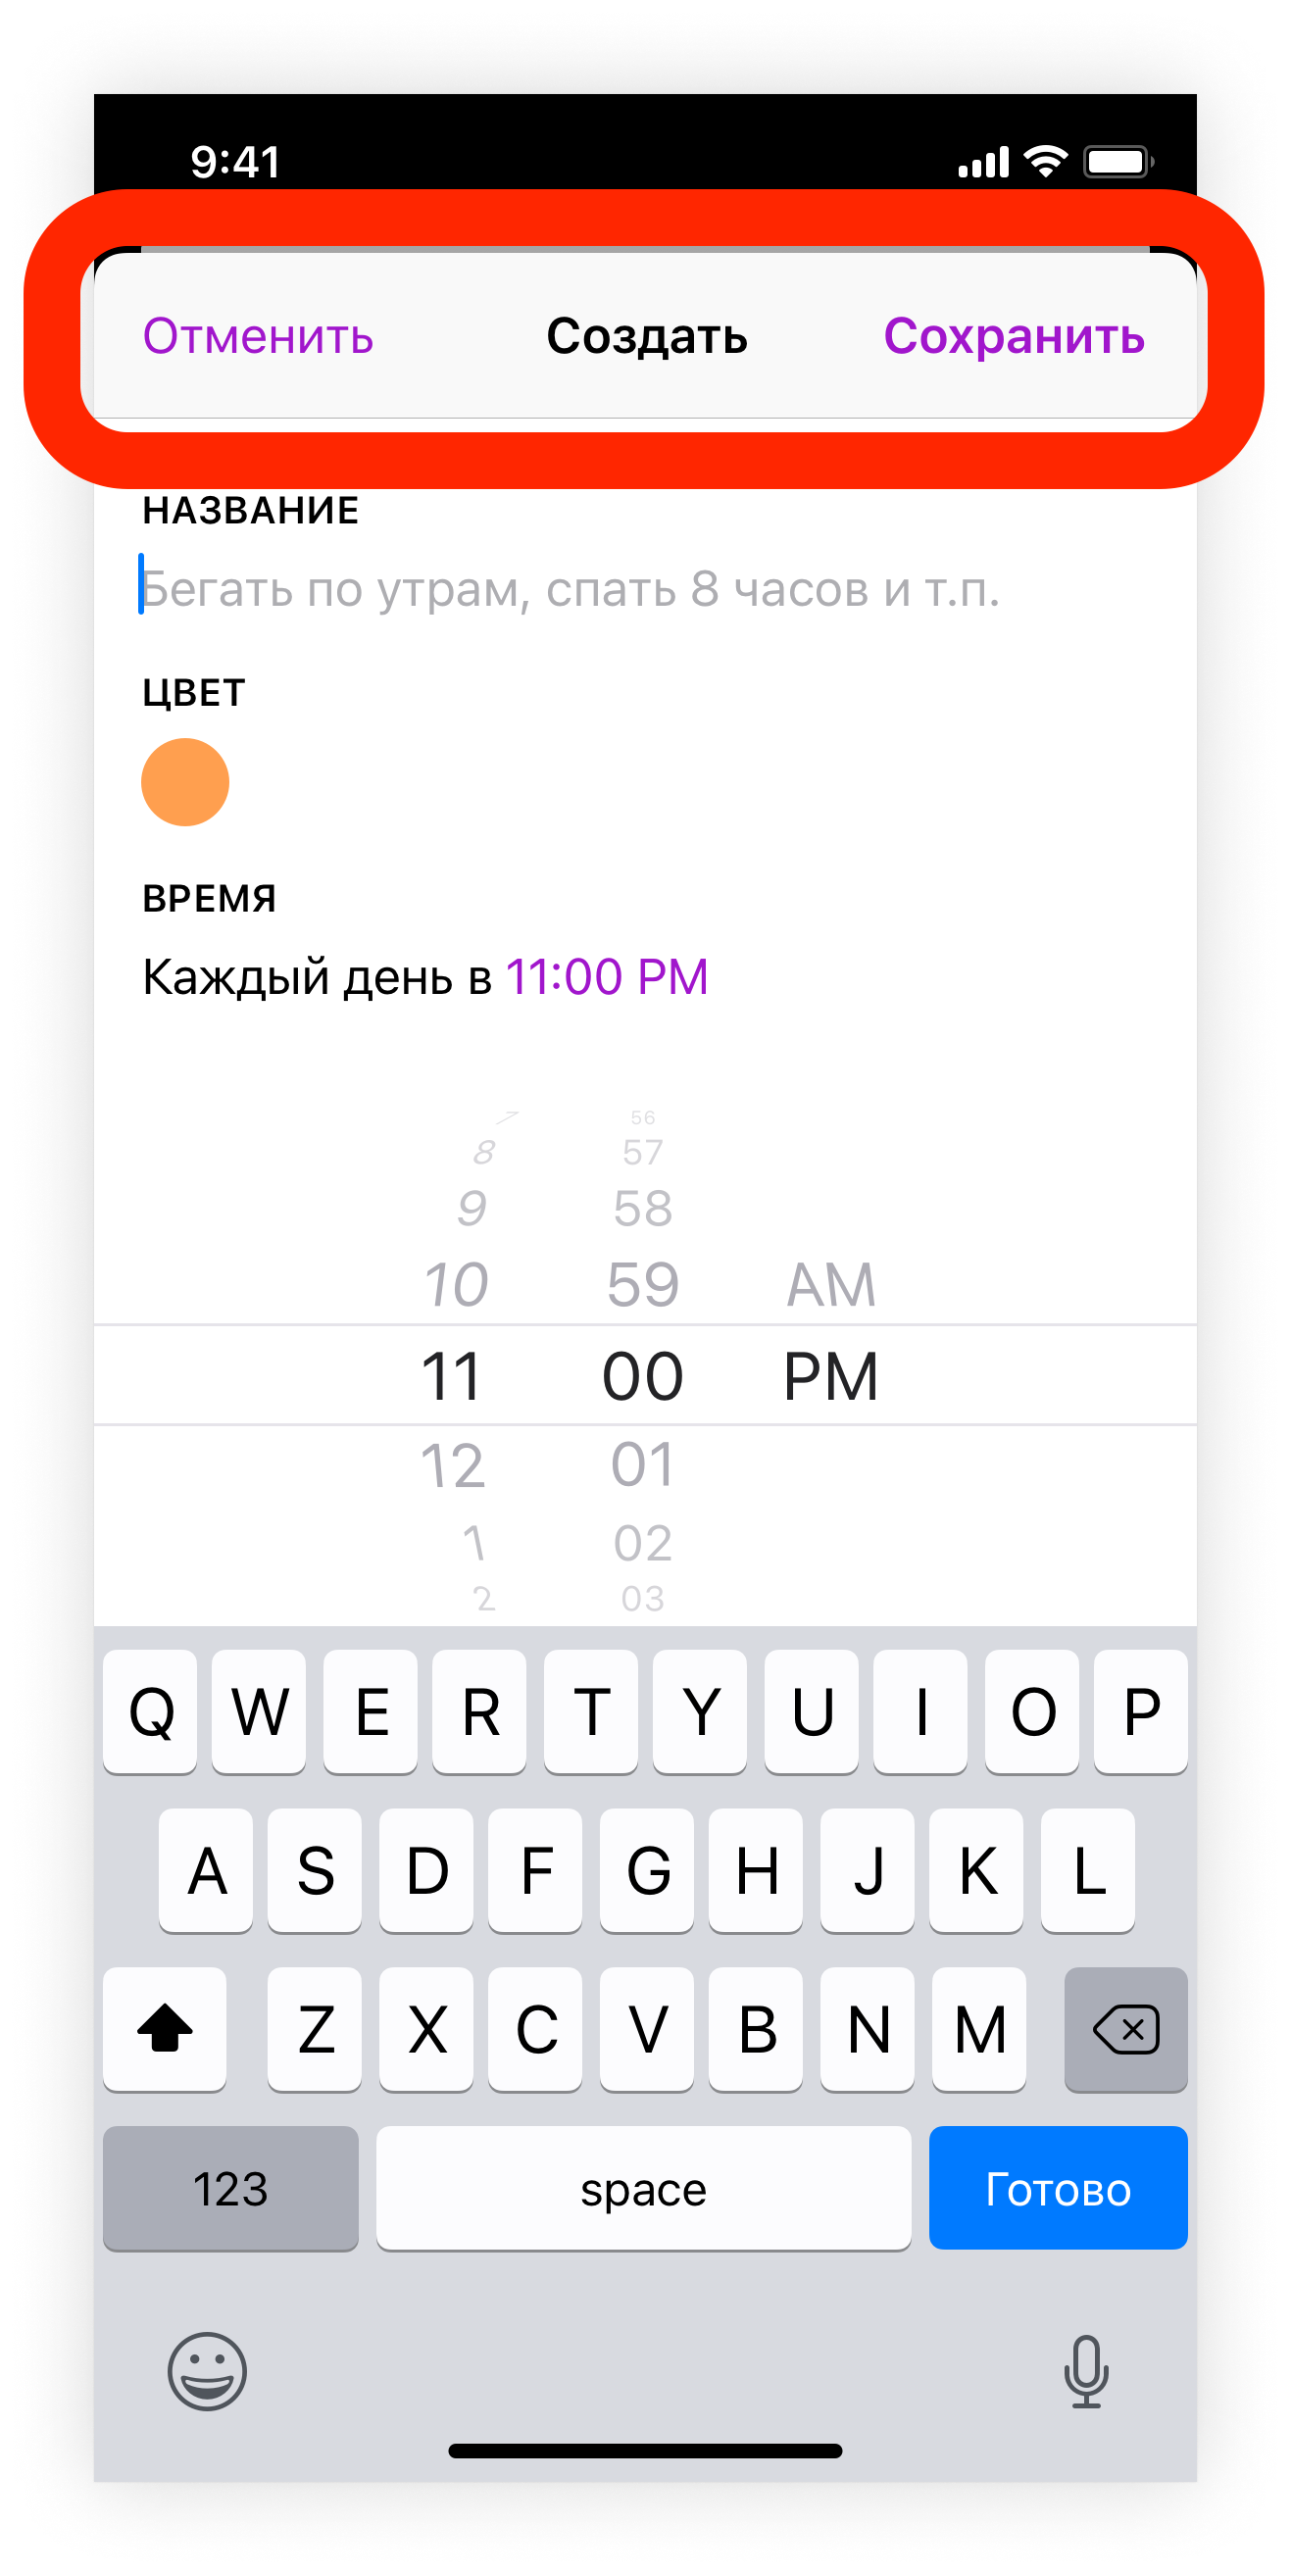 9:41
Отменить Создать Сохранить
НАЗВАНИЕ
Бегать по утрам, спать 8 часов и т.п.
ЦВЕТ
ВРЕМЯ
Каждый день в 11:00 PM
7 56
8 57
9 58
10 59 AM
11 00 PM
12 01
1 02
2 03
Q W E R T Y U I O P
A S D F G H J K L
Z X C V B N M
123 space Готово